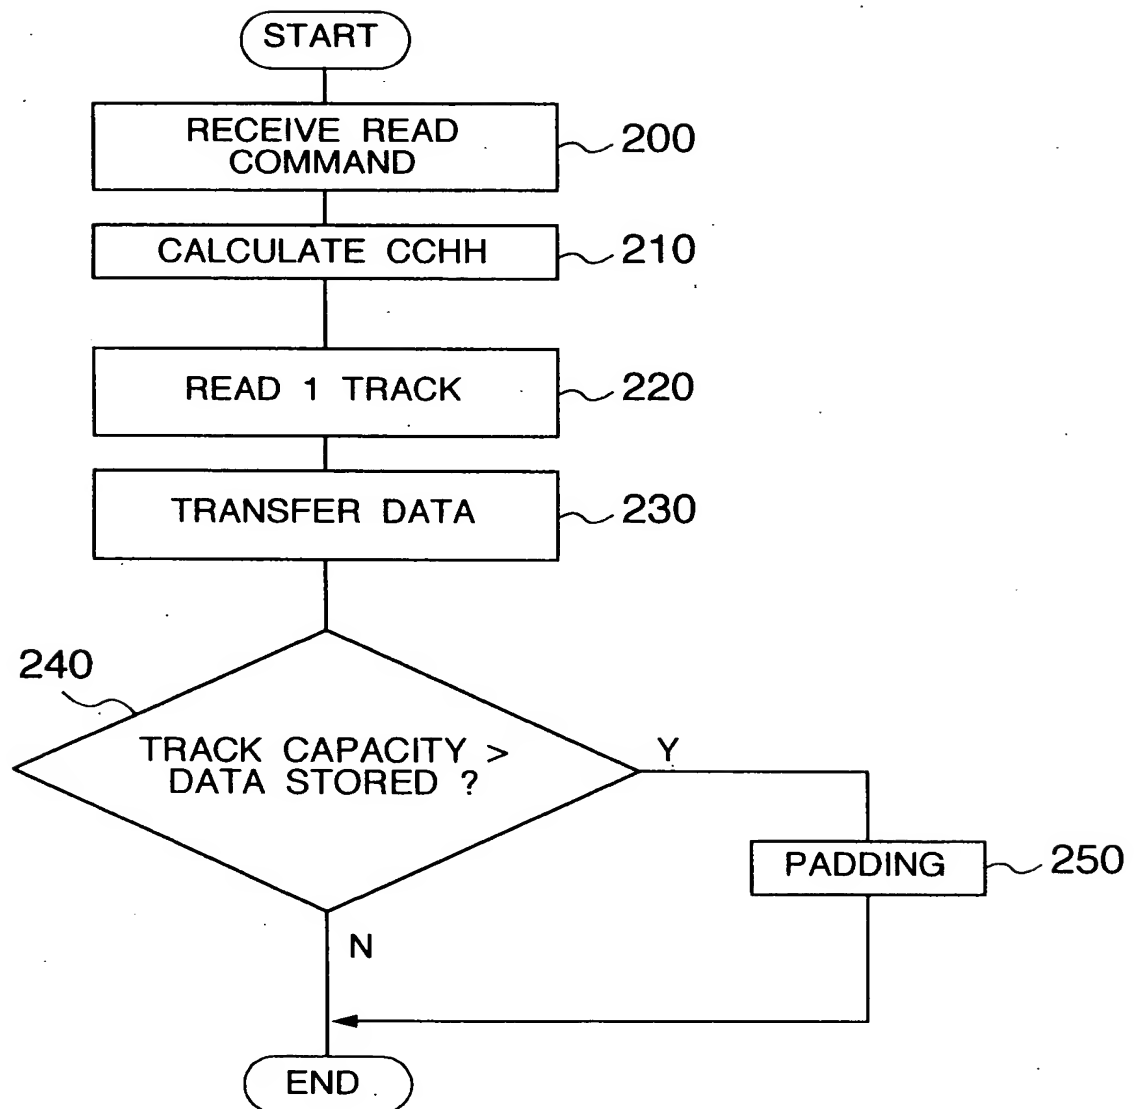 START
RECEIVE READ
COMMAND
200
CALCULATE CCHH
210
READ 1 TRACK
220
TRANSFER DATA
230
240
TRACK CAPACITY >
DATA STORED ?
Y
PADDING
250
N
END